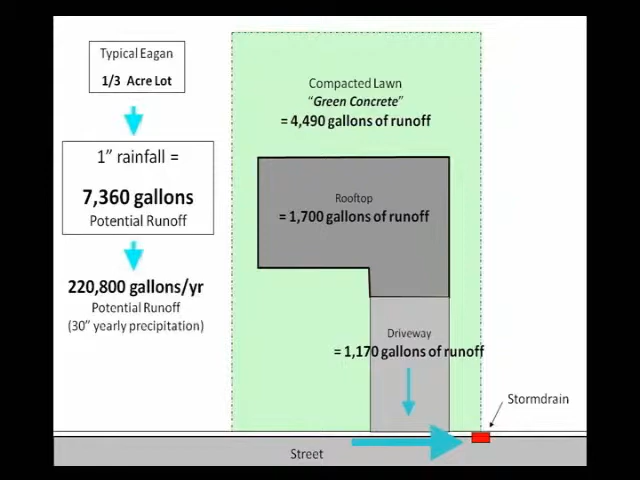 Typical Eagan
1/3 Acre Lot
1” rainfall =
7,360 gallons
Potential Runoff
220,800 gallons/yr
Potential Runoff
(30” yearly precipitation)
Compacted Lawn
“Green Concrete”
= 4,490 gallons of runoff
Rooftop
= 1,700 gallons of runoff
Driveway
= 1,170 gallons of runoff
Stormdrain
Street